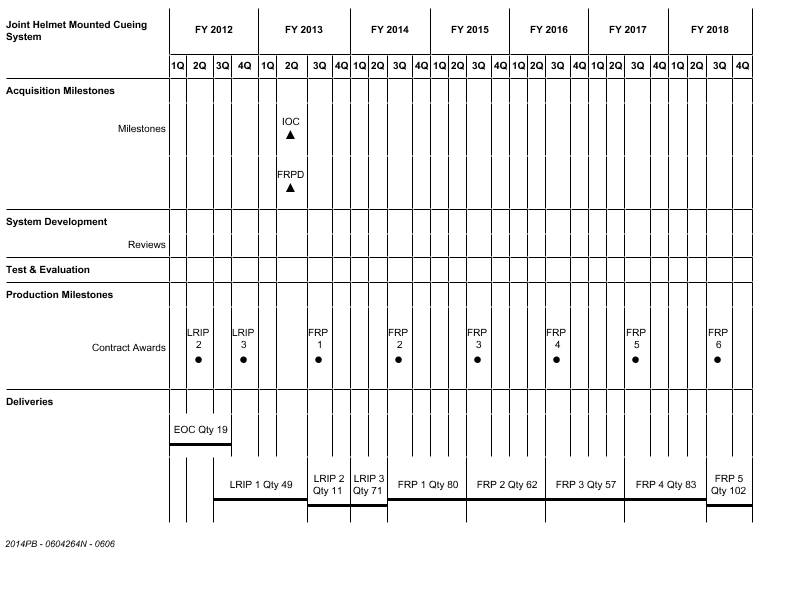 Joint Helmet Mounted Cueing
System
FY 2012 FY 2013 FY 2014 FY 2015 FY 2016 FY 2017 FY 2018
1Q 2Q 3Q 4Q 1Q 2Q 3Q 4Q 1Q 2Q 3Q 4Q 1Q 2Q 3Q 4Q 1Q 2Q 3Q 4Q 1Q 2Q 3Q 4Q 1Q 2Q 3Q 4Q
Acquisition Milestones
Milestones
IOC
FRPD
System Development
Reviews
Test & Evaluation
Production Milestones
Contract Awards
LRIP
2
LRIP
3
FRP
1
FRP
2
FRP
3
FRP
4
FRP
5
FRP
6
Deliveries
EOC Qty 19
LRIP 1 Qty 49
LRIP 2
Qty 11
LRIP 3
Qty 71
FRP 1 Qty 80
FRP 2 Qty 62
FRP 3 Qty 57
FRP 4 Qty 83
FRP 5
Qty 102
2014PB - 0604264N - 0606